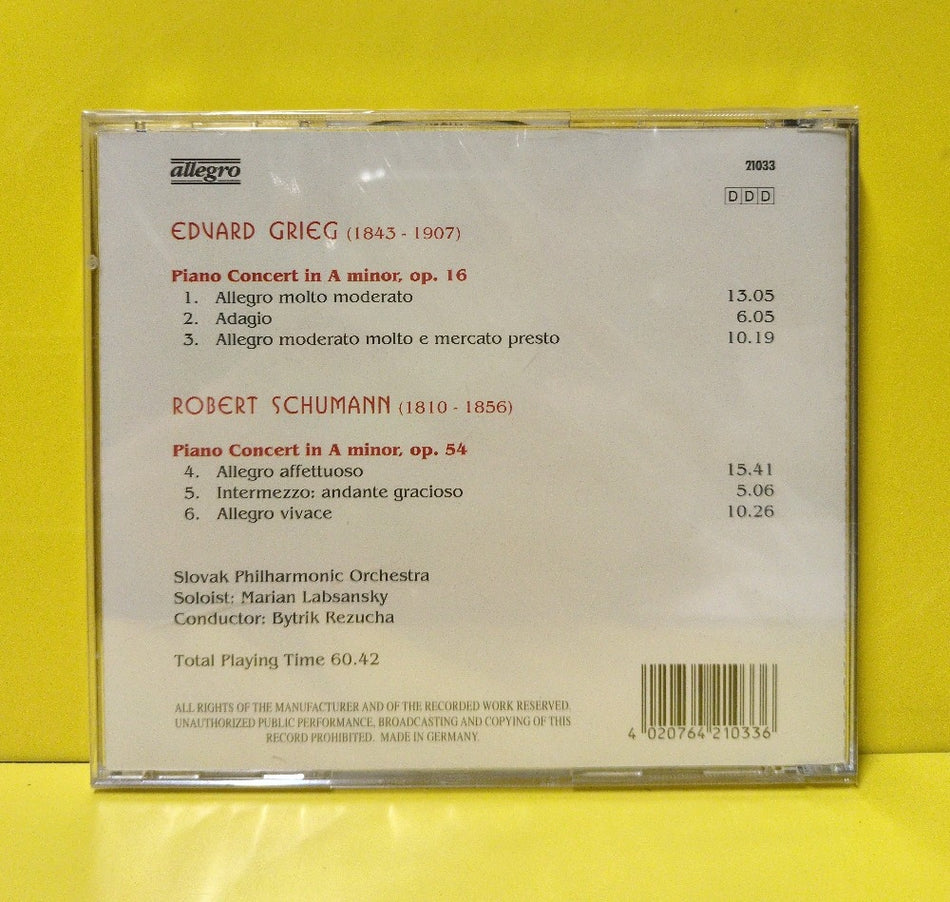 allegro 21033
DDD
EDVARD GRIEG (1843 - 1907)
Piano Concert in A minor, op. 16
1. Allegro molto moderato 13.05
2. Adagio 6.05
3. Allegro moderato molto e mercato presto 10.19
ROBERT SCHUMANN (1810 - 1856)
Piano Concert in A minor, op. 54
4. Allegro affettuoso 15.41
5. Intermezzo: andante gracioso 5.06
6. Allegro vivace 10.26
Slovak Philharmonic Orchestra
Soloist: Marian Labsansky
Conductor: Bytrik Rezucha
Total Playing Time 60.42
ALL RIGHTS OF THE MANUFACTURER AND OF THE RECORDED WORK RESERVED.
UNAUTHORIZED PUBLIC PERFORMANCE, BROADCASTING AND COPYING OF THIS
RECORD PROHIBITED. MADE IN GERMANY.
4 020764 210336